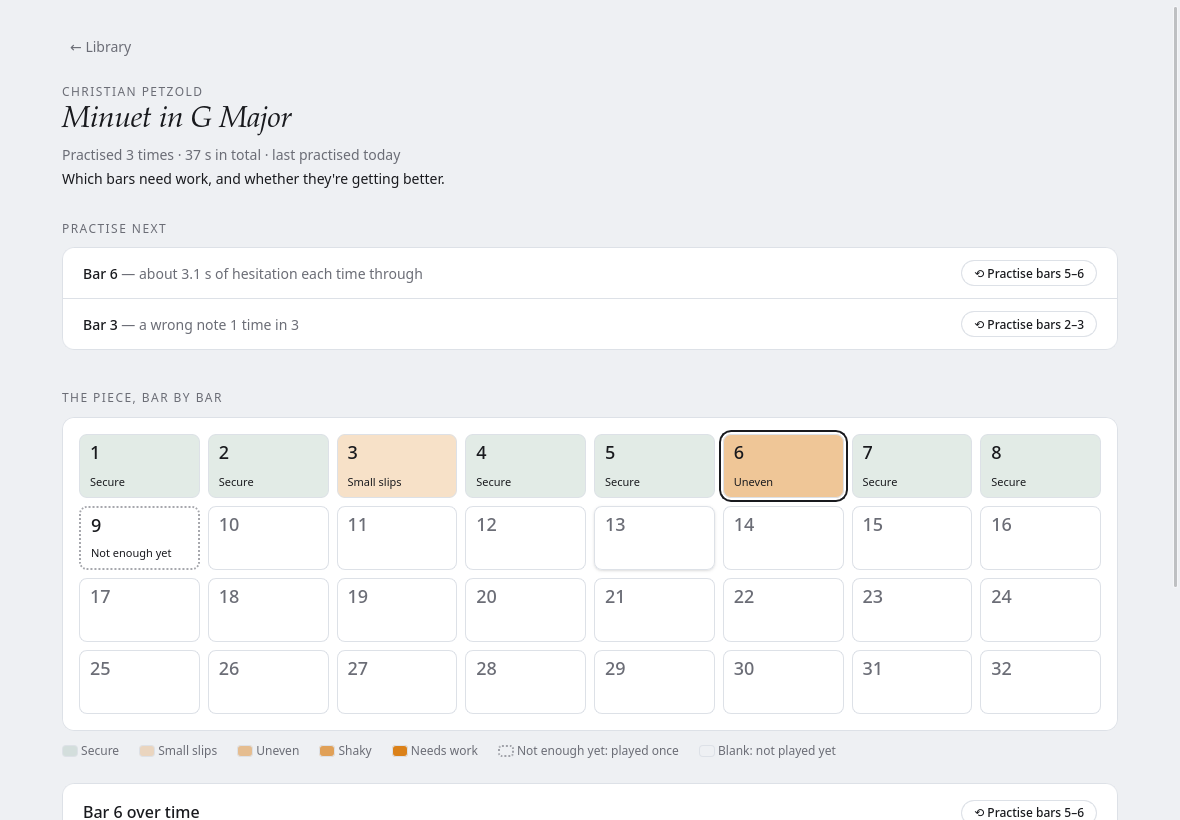 ← Library
CHRISTIAN PETZOLD
Minuet in G Major
Practised 3 times · 37 s in total · last practised today
Which bars need work, and whether they're getting better.
PRACTISE NEXT
Bar 6 — about 3.1 s of hesitation each time through
⟲ Practise bars 5–6
Bar 3 — a wrong note 1 time in 3
⟲ Practise bars 2–3
THE PIECE, BAR BY BAR
1 2 3 4 5 6 7 8
Secure Secure Small slips Secure Secure Uneven Secure Secure
9 10 11 12 13 14 15 16
Not enough yet
17 18 19 20 21 22 23 24
25 26 27 28 29 30 31 32
Secure Small slips Uneven Shaky Needs work Not enough yet: played once Blank: not played yet
Bar 6 over time
⟲ Practise bars 5–6